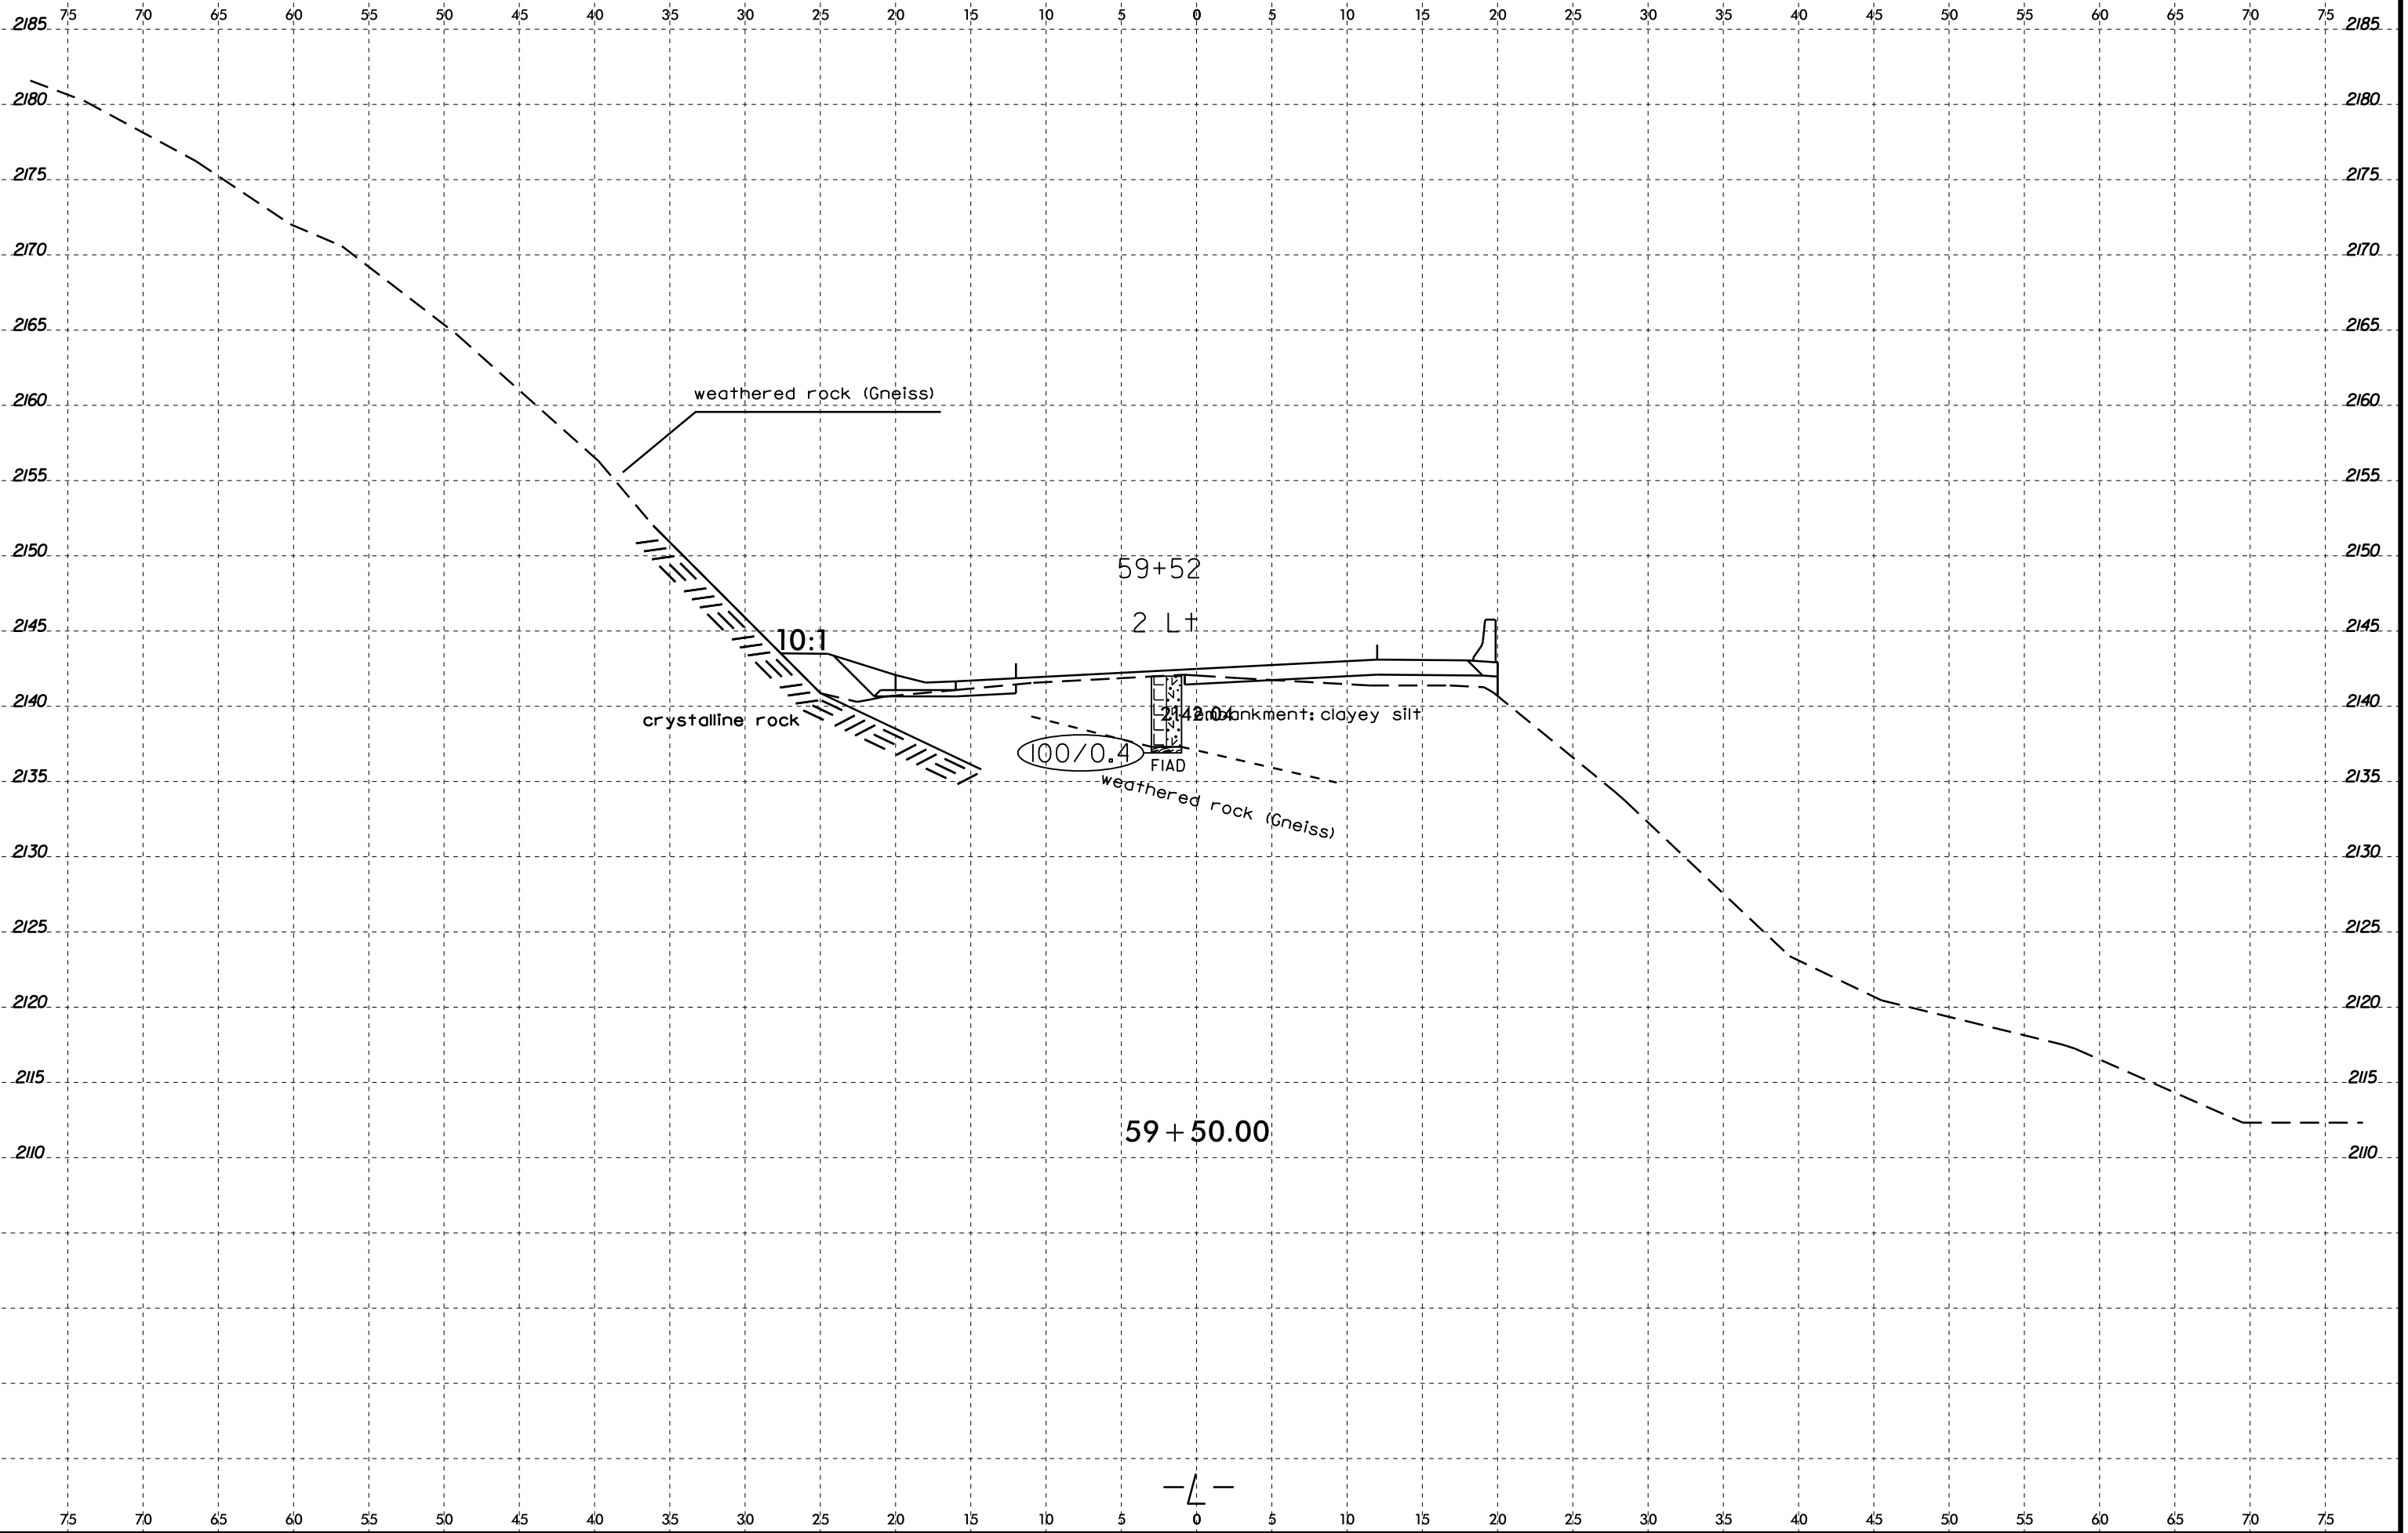 75 70 65 60 55 50 45 40 35 30 25 20 15 10 5 0 5 10 15 20 25 30 35 40 45 50 55 60 65 70 75
2185 2185
2180 2180
2175 2175
2170 2170
2165 2165
2160 weathered rock (Gneiss) 2160
2155 2155
2150 2150
59+52
2145 2 Lt 2145
10:1
2140 2140
crystalline rock 2142.04 embankment: clayey silt
100/0.4
FIAD
2135 2135
weathered rock (Gneiss)
2130 2130
2125 2125
2120 2120
2115 2115
59+50.00
2110 2110
-L-
75 70 65 60 55 50 45 40 35 30 25 20 15 10 5 0 5 10 15 20 25 30 35 40 45 50 55 60 65 70 75